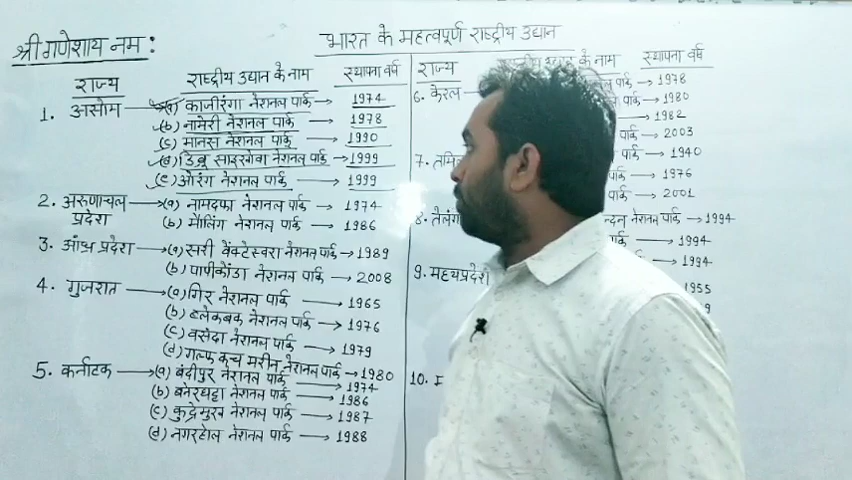 श्री गणेशाय नम:
भारत के महत्वपूर्ण राष्ट्रीय उद्यान
राज्य राष्ट्रीय उद्यान के नाम स्थापना वर्ष
1. असोम → (a) काजीरंगा नेशनल पार्क → 1974
(b) नामेरी नेशनल पार्क → 1978
(c) मानस नेशनल पार्क → 1990
(d) डिब्रू साइखोवा नेशनल पार्क → 1999
(e) ओरंग नेशनल पार्क → 1999
2. अरुणाचल प्रदेश → (a) नामदफा नेशनल पार्क → 1974
(b) मौलिंग नेशनल पार्क → 1986
3. आंध्र प्रदेश → (a) सरी वेंक्टेस्वरा नेशनल पार्क → 1989
(b) पापीकोंडा नेशनल पार्क → 2008
4. गुजरात → (a) गिर नेशनल पार्क → 1965
(b) ब्लेकबक नेशनल पार्क → 1976
(c) वसंदा नेशनल पार्क → 1979
(d) गल्फ कच मरीन नेशनल पार्क → 1980
5. कर्नाटक → (a) बंदीपुर नेशनल पार्क → 1974
(b) बनेरघट्टा नेशनल पार्क → 1986
(c) कुद्रेमुख नेशनल पार्क → 1987
(d) नगरहोल नेशनल पार्क → 1988
राज्य राष्ट्रीय उद्यान के नाम स्थापना वर्ष
6. केरल पार्क → 1978
पार्क → 1980
→ 1982
पार्क → 2003
7. पार्क → 1940
पार्क → 1976
पार्क → 2001
8. नेशनल पार्क → 1994
पार्क → 1994
→ 1994
9. मध्यप्रदेश 1955
10.